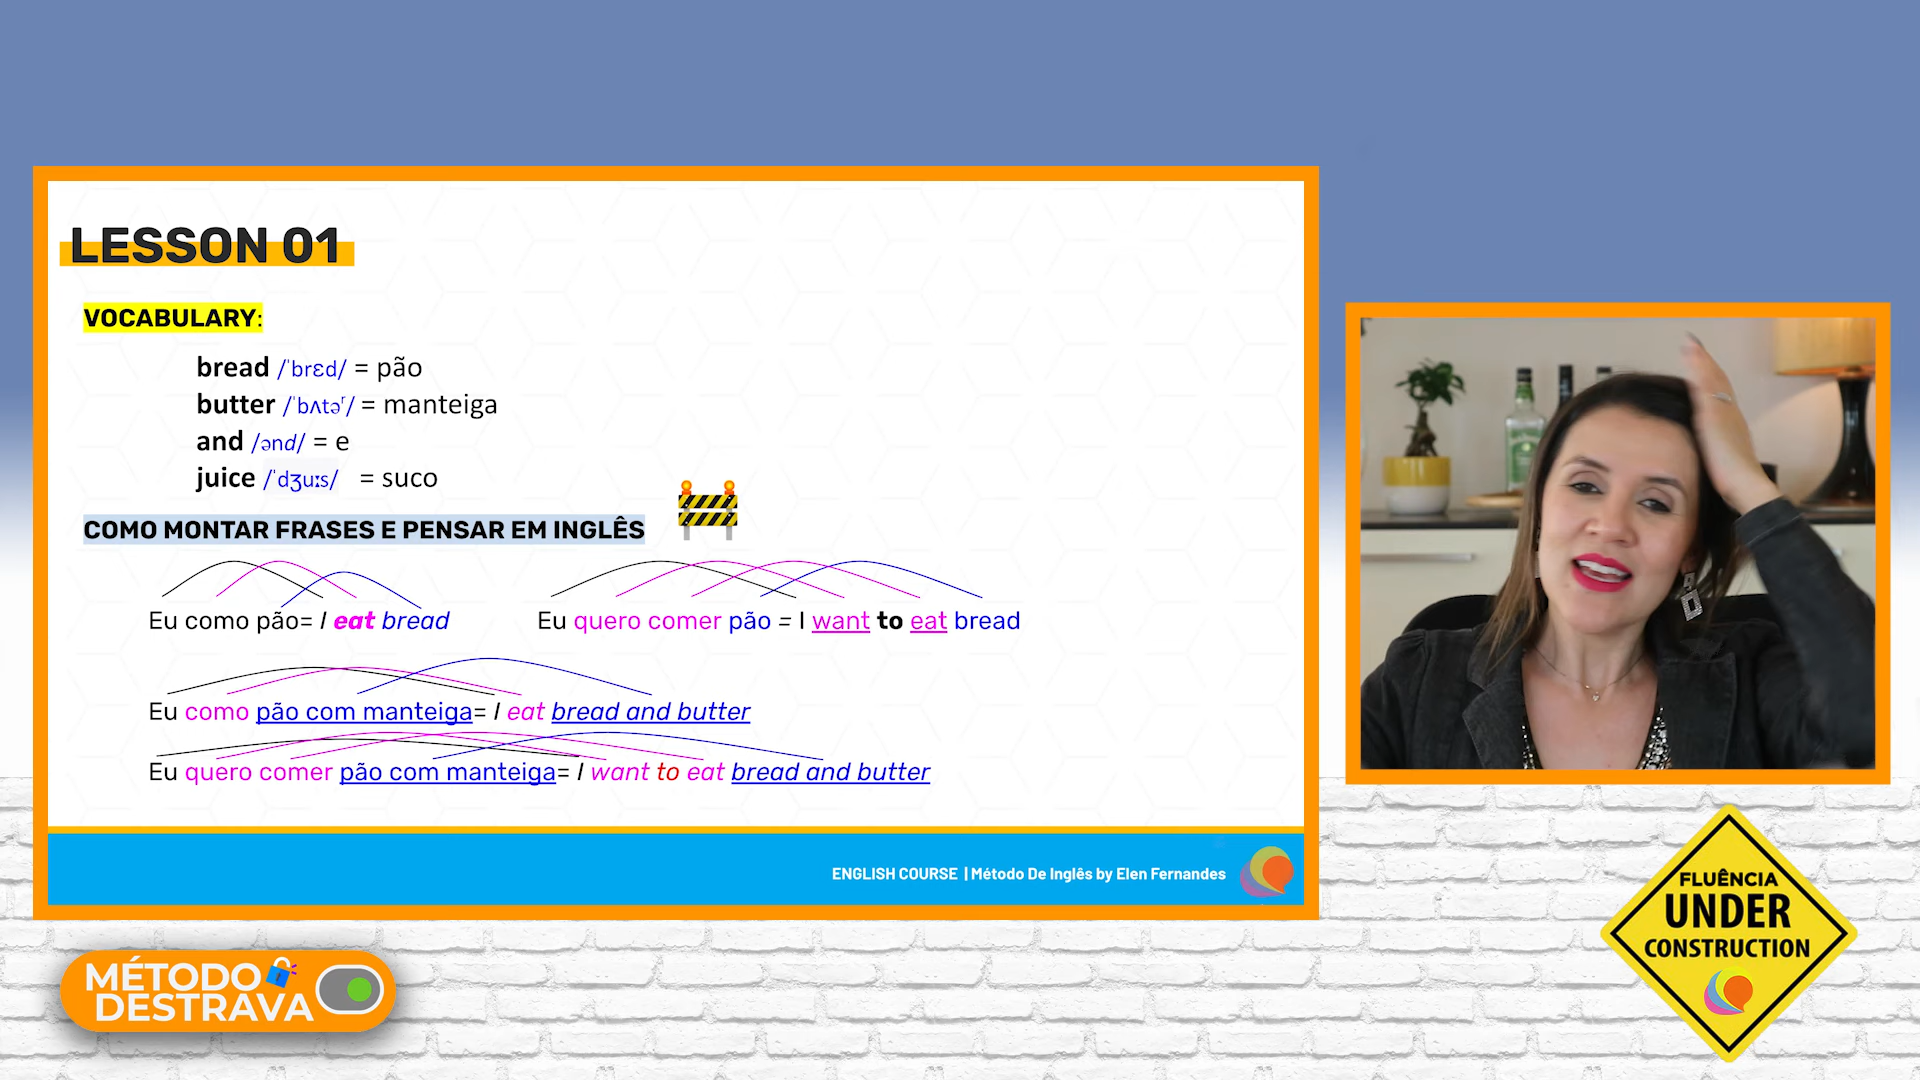 LESSON 01
VOCABULARY:
bread /ˈbrɛd/ = pão
butter /ˈbʌtəʳ/ = manteiga
and /ənd/ = e
juice /ˈdʒuːs/ = suco
COMO MONTAR FRASES E PENSAR EM INGLÊS
Eu como pão= I eat bread
Eu quero comer pão = I want to eat bread
Eu como pão com manteiga= I eat bread and butter
Eu quero comer pão com manteiga= I want to eat bread and butter
ENGLISH COURSE | Método De Inglês by Elen Fernandes
MÉTODO
DESTRAVA
FLUÊNCIA
UNDER
CONSTRUCTION